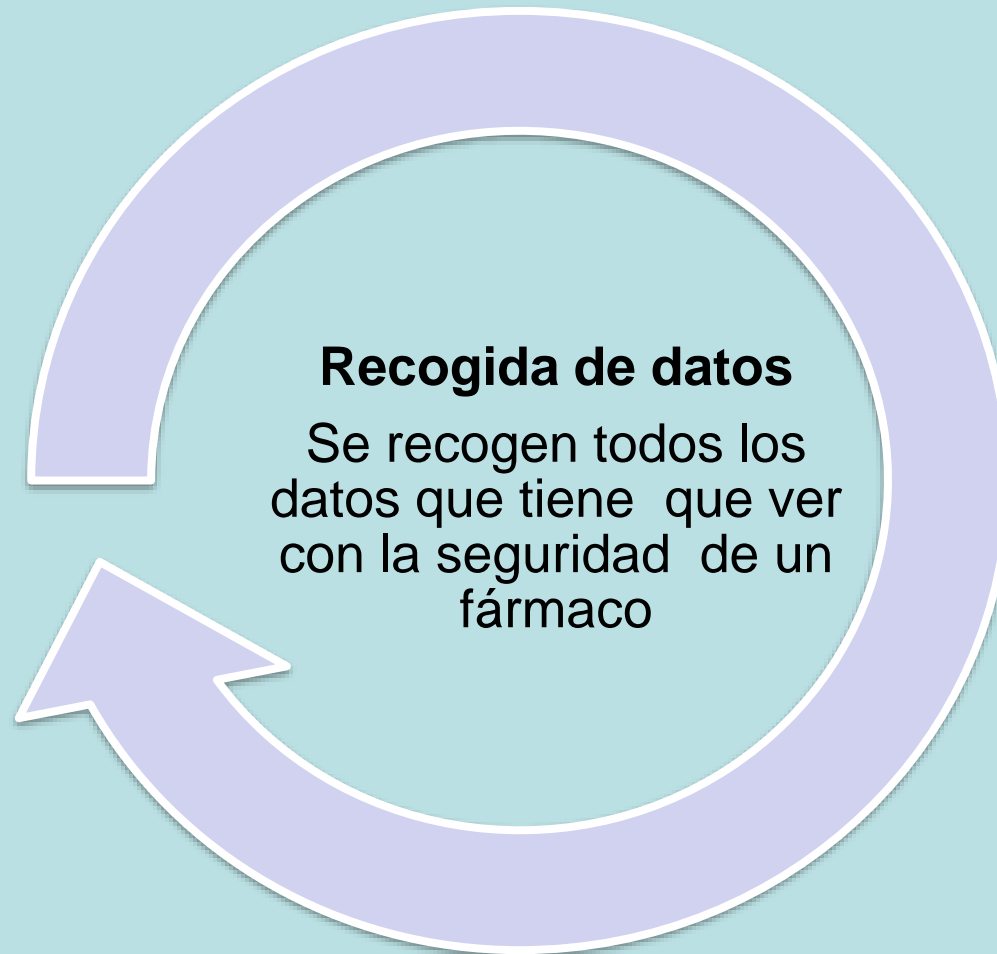 Recogida de datos
Se recogen todos los
datos que tiene  que ver
con la seguridad  de un
fármaco